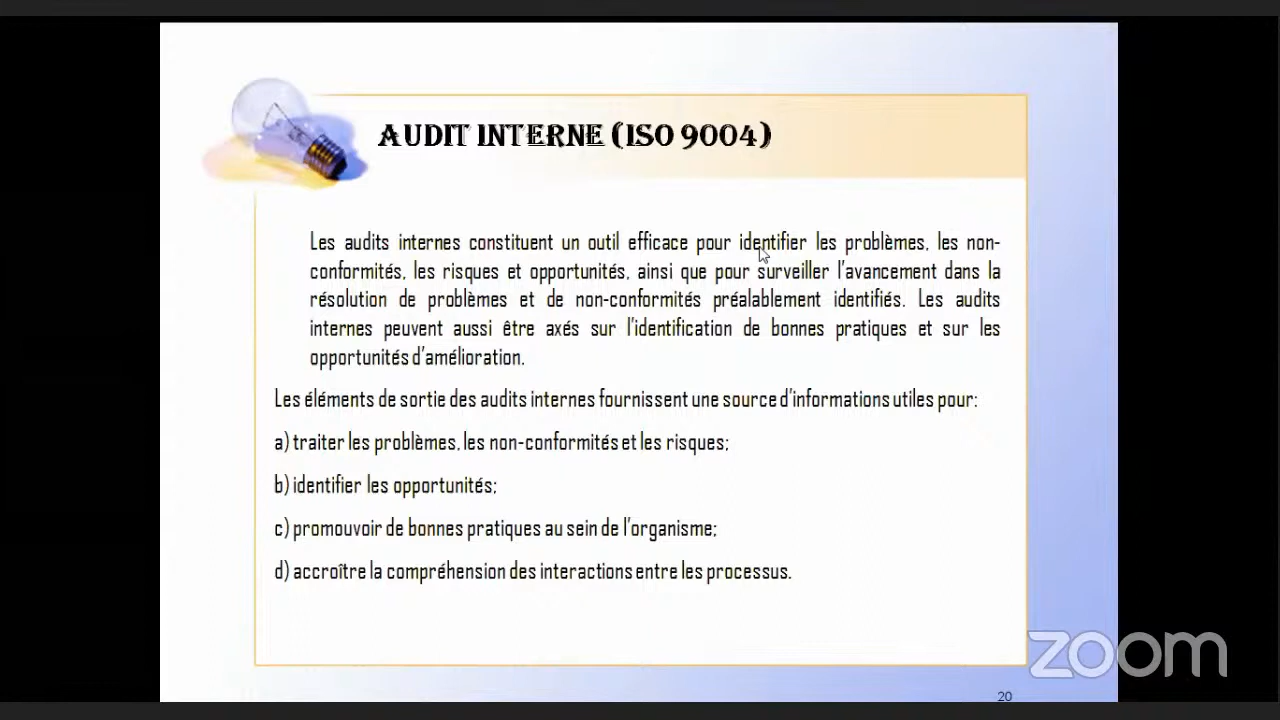 AUDIT INTERNE (ISO 9004)
Les audits internes constituent un outil efficace pour identifier les problèmes, les non-
conformités, les risques et opportunités, ainsi que pour surveiller l'avancement dans la
résolution de problèmes et de non-conformités préalablement identifiés. Les audits
internes peuvent aussi être axés sur l'identification de bonnes pratiques et sur les
opportunités d'amélioration.
Les éléments de sortie des audits internes fournissent une source d'informations utiles pour:
a) traiter les problèmes, les non-conformités et les risques;
b) identifier les opportunités;
c) promouvoir de bonnes pratiques au sein de l'organisme;
d) accroître la compréhension des interactions entre les processus.
zoom
20